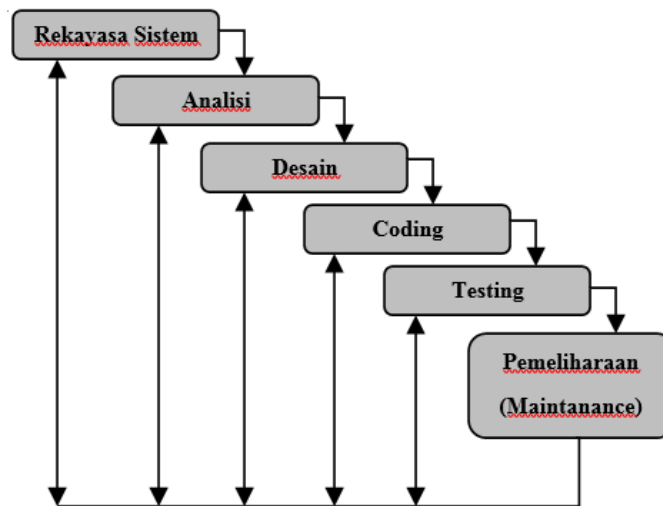 Rekayasa Sistem
Analisi
Desain
Coding
Testing
Pemeliharaan
(Maintanance)